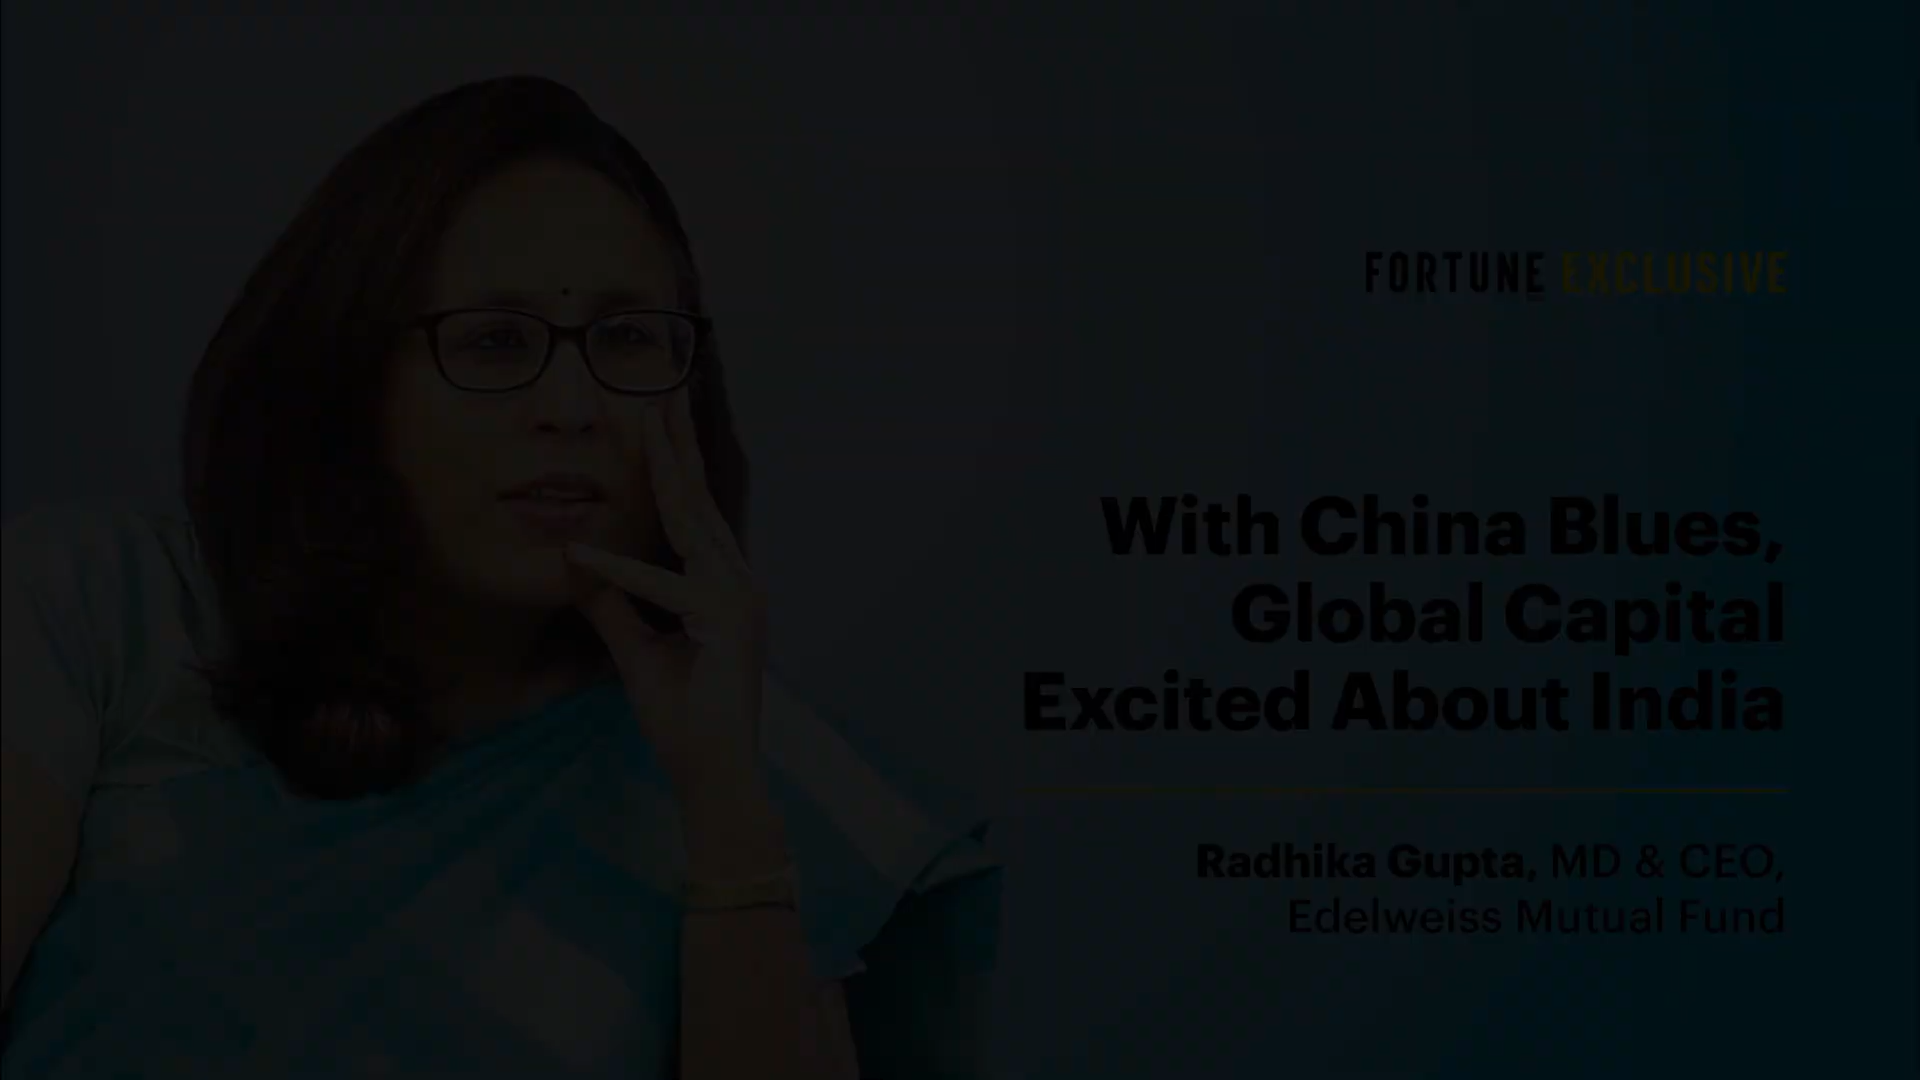 FORTUNE EXCLUSIVE
With China Blues,
Global Capital
Excited About India
Radhika Gupta, MD & CEO,
Edelweiss Mutual Fund